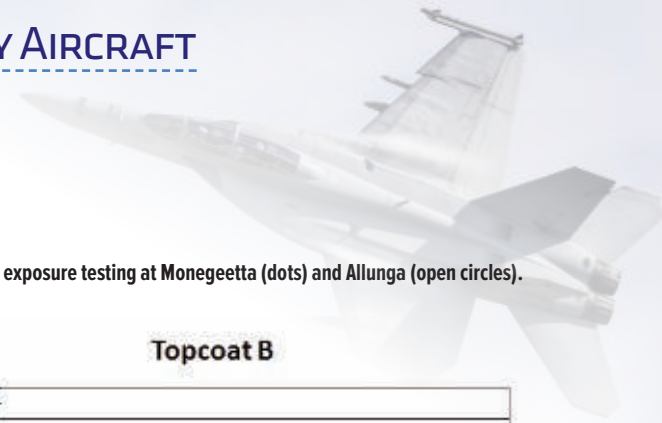 Y AIRCRAFT
exposure testing at Monegeetta (dots) and Allunga (open circles).
Topcoat B